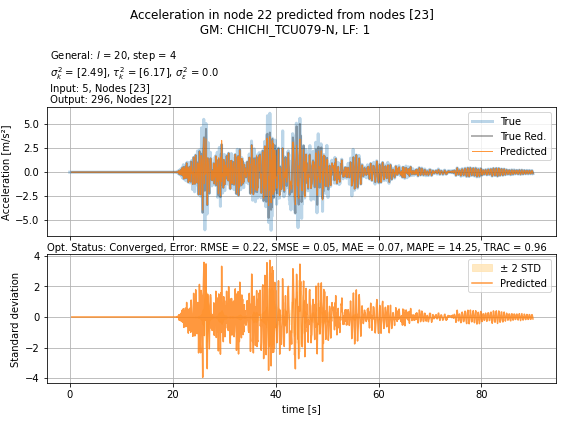 Acceleration in node 22 predicted from nodes [23]
GM: CHICHI_TCU079-N, LF: 1
General: l = 20, step = 4
σ²ₖ = [2.49], τ²ₖ = [6.17], σ²ε = 0.0
Input: 5, Nodes [23]
Output: 296, Nodes [22]
Acceleration [m/s²]
5.0
2.5
0.0
−2.5
−5.0
True
True Red.
Predicted
Opt. Status: Converged, Error: RMSE = 0.22, SMSE = 0.05, MAE = 0.07, MAPE = 14.25, TRAC = 0.96
Standard deviation
4
2
0
−2
−4
± 2 STD
Predicted
0 20 40 60 80
time [s]